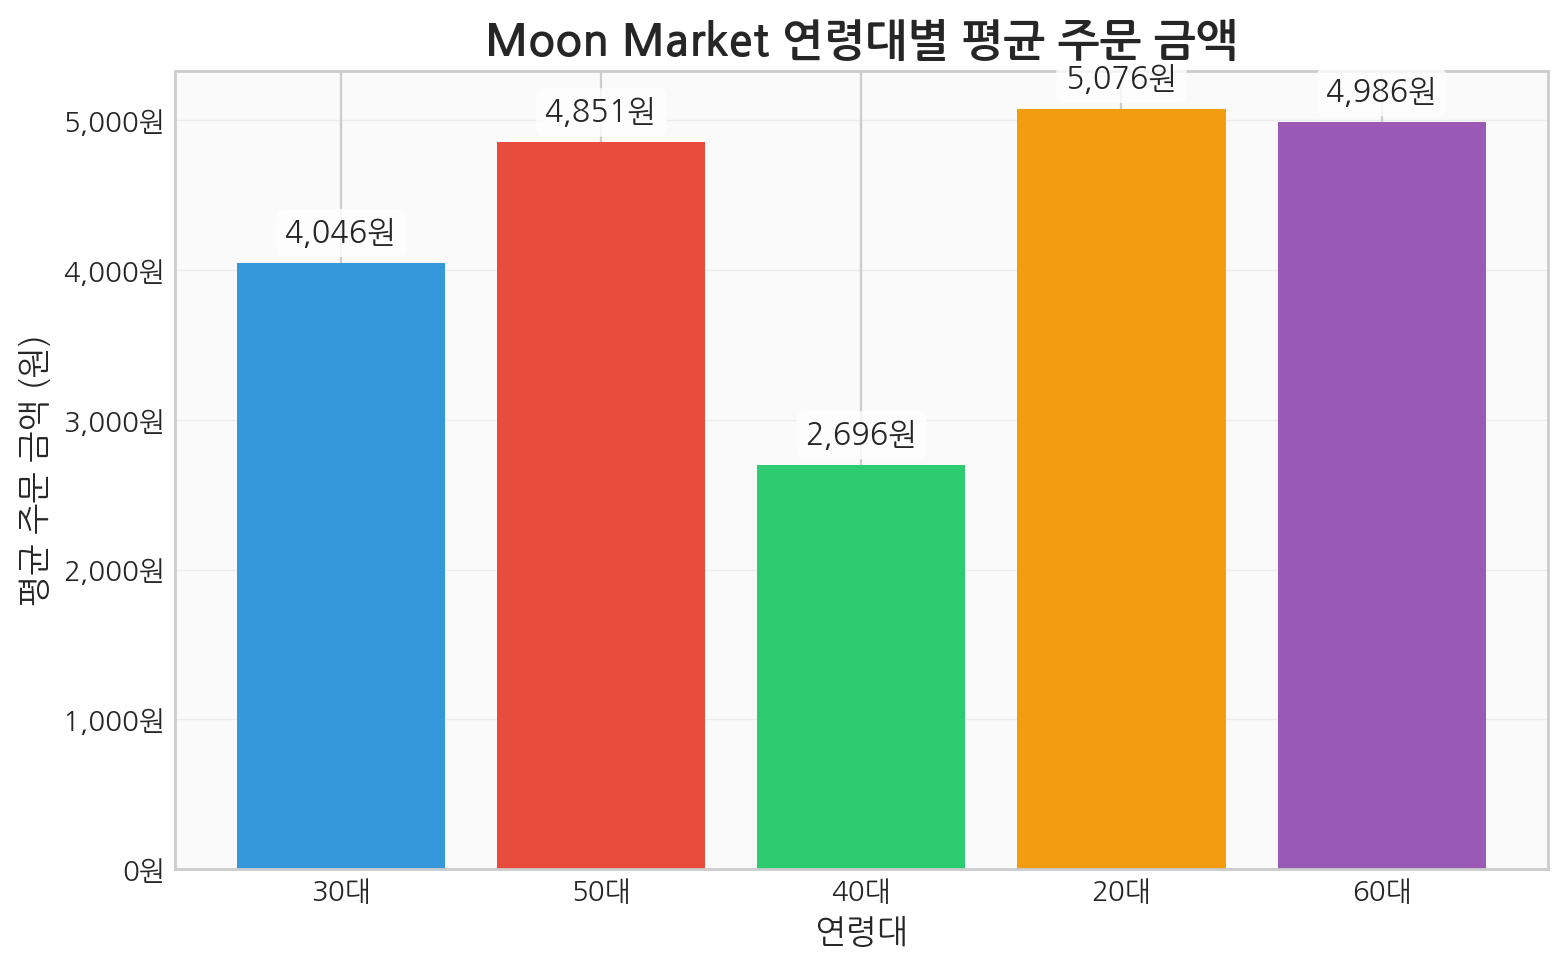 Moon Market 연령대별 평균 주문 금액
평균 주문 금액 (원)
5,000원
4,000원
3,000원
2,000원
1,000원
0원
4,046원
4,851원
2,696원
5,076원
4,986원
30대
50대
40대
20대
60대
연령대